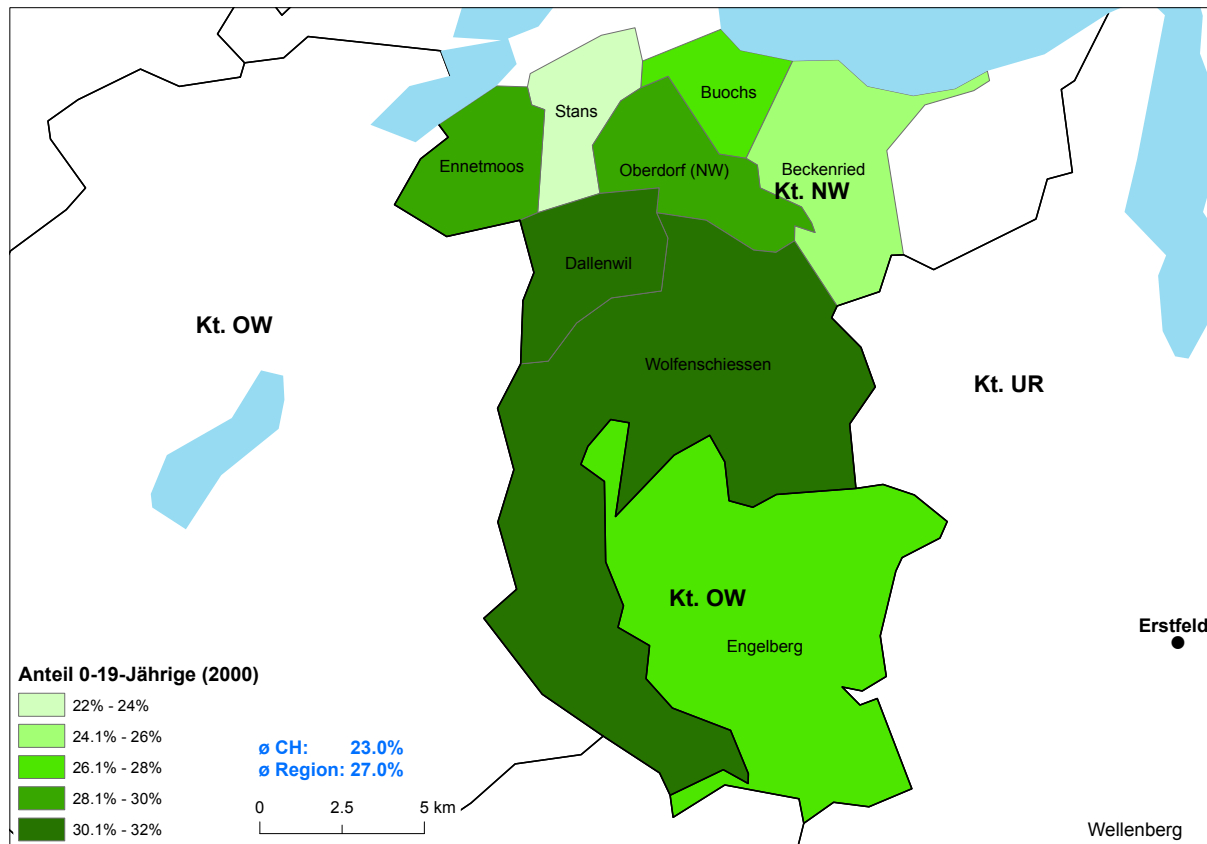 Stans
Buochs
Ennetmoos
Oberdorf (NW)
Beckenried
Kt. NW
Dallenwil
Kt. OW
Wolfenschiessen
Kt. UR
Kt. OW
Engelberg
Erstfeld
Anteil 0-19-Jährige (2000)
22% - 24%
24.1% - 26%
26.1% - 28%
28.1% - 30%
30.1% - 32%
ø CH: 23.0%
ø Region: 27.0%
0 2.5 5 km
Wellenberg